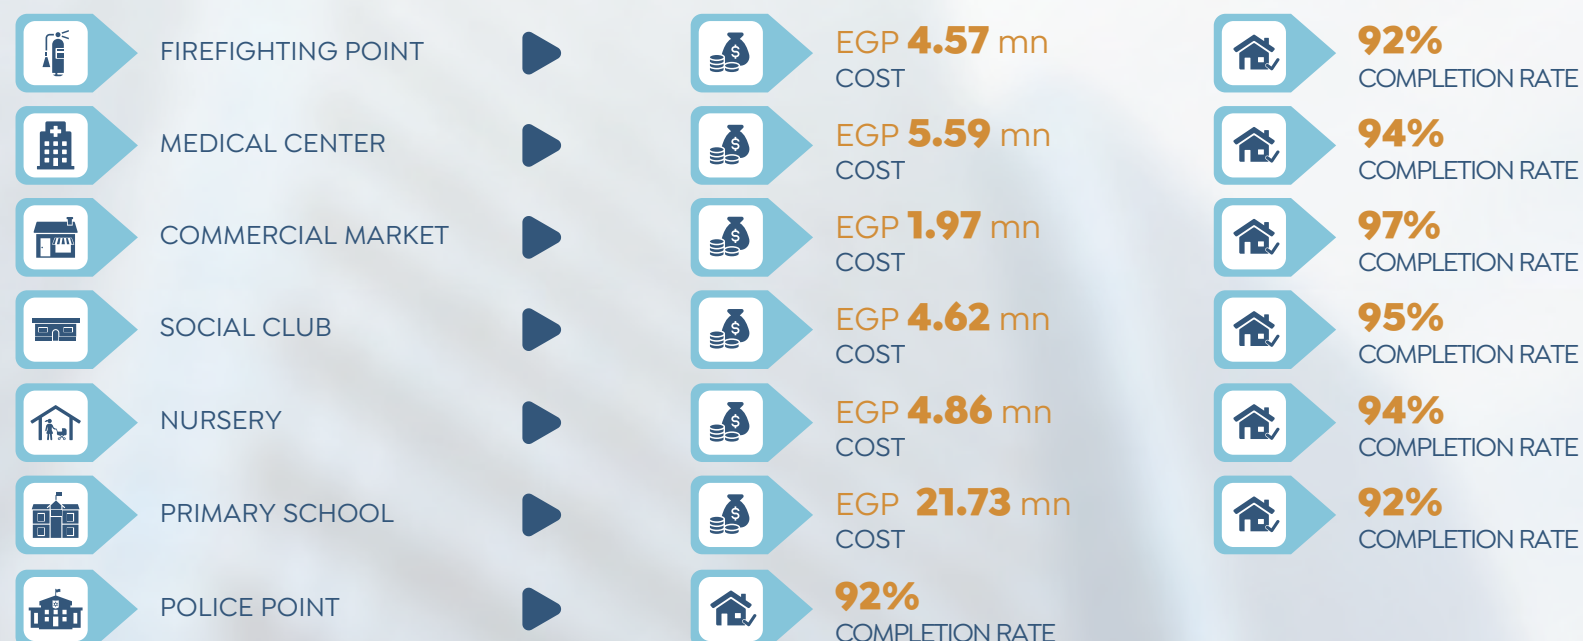 FIREFIGHTING POINT
EGP 4.57 mn
COST
92%
COMPLETION RATE
MEDICAL CENTER
EGP 5.59 mn
COST
94%
COMPLETION RATE
COMMERCIAL MARKET
EGP 1.97 mn
COST
97%
COMPLETION RATE
SOCIAL CLUB
EGP 4.62 mn
COST
95%
COMPLETION RATE
NURSERY
EGP 4.86 mn
COST
94%
COMPLETION RATE
PRIMARY SCHOOL
EGP 21.73 mn
COST
92%
COMPLETION RATE
POLICE POINT
92%
COMPLETION RATE